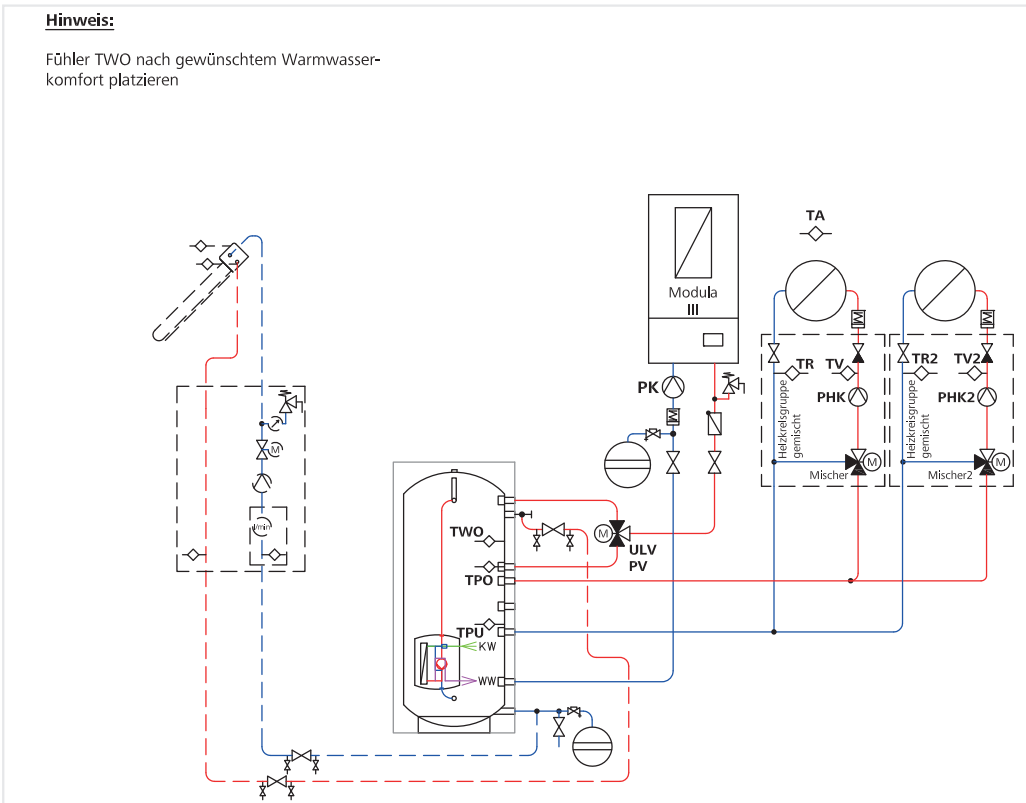 Hinweis:
Fühler TWO nach gewünschtem Warmwasser-
komfort platzieren
TA
Modula
III
PK
TR
TV
TR2
TV2
PHK
PHK2
Heizkreisgruppe
gemischt
Heizkreisgruppe
gemischt
M
Mischer
M
Mischer2
M
M
l/min
TWO
M
ULV
PV
TPO
TPU
KW
WW
M